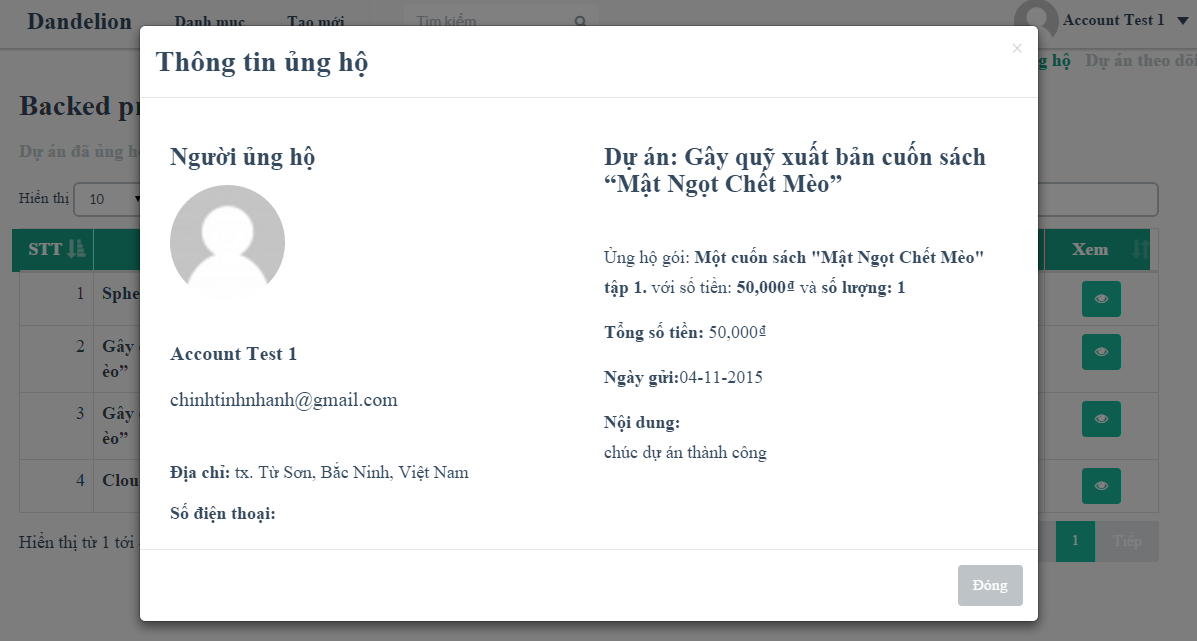 Dandelion Danh mục Tạo mới Tìm kiếm Account Test 1
g hộ Dự án theo dõi
Backed
Dự án đã ủng
Hiển thị 10
STT Xem
1
2 Gây
èo”
3 Gây
èo”
4
Hiển thị từ 1 tới
1 Tiếp
Thông tin ủng hộ ×
Người ủng hộ
Account Test 1
chinhtinhnhanh@gmail.com
Địa chỉ: tx. Từ Sơn, Bắc Ninh, Việt Nam
Số điện thoại:
Dự án: Gây quỹ xuất bản cuốn sách
“Mật Ngọt Chết Mèo”
Ủng hộ gói: Một cuốn sách "Mật Ngọt Chết Mèo"
tập 1. với số tiền: 50,000₫ và số lượng: 1
Tổng số tiền: 50,000₫
Ngày gửi:04-11-2015
Nội dung:
chúc dự án thành công
Đóng